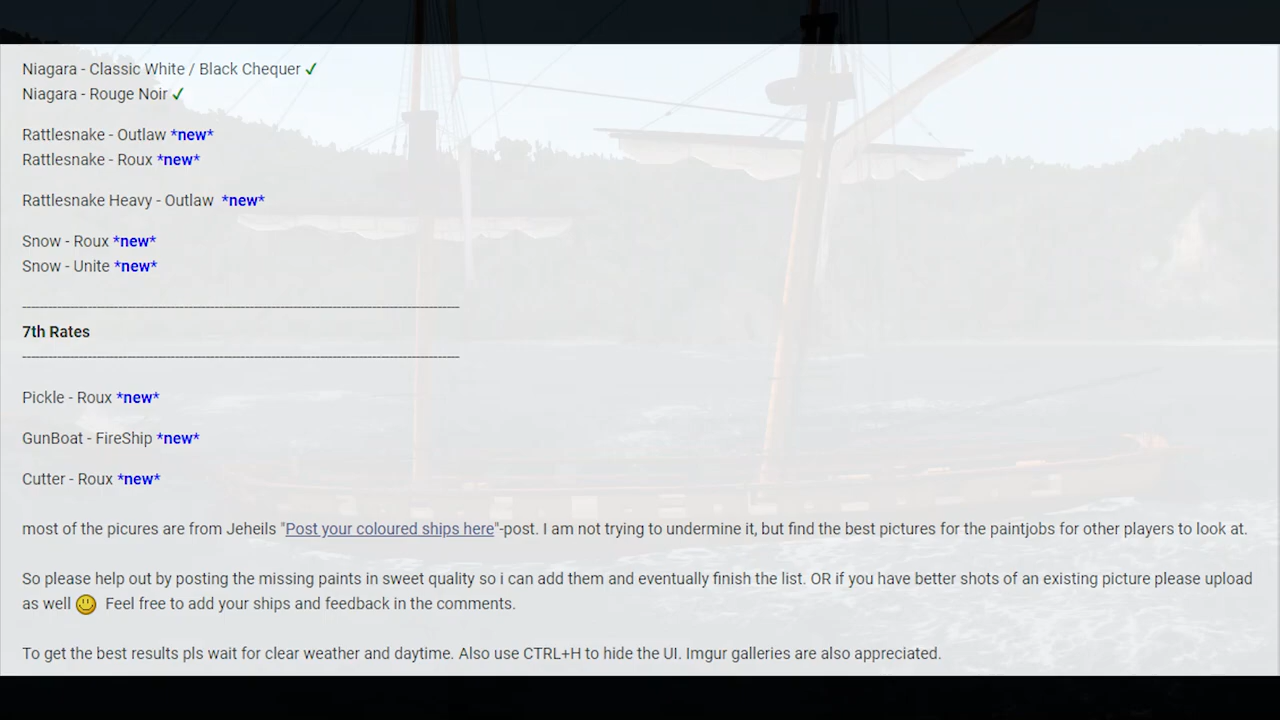 Niagara - Classic White / Black Chequer ✓
Niagara - Rouge Noir ✓
Rattlesnake - Outlaw *new*
Rattlesnake - Roux *new*
Rattlesnake Heavy - Outlaw *new*
Snow - Roux *new*
Snow - Unite *new*
7th Rates
Pickle - Roux *new*
GunBoat - FireShip *new*
Cutter - Roux *new*
most of the picures are from Jeheils "Post your coloured ships here"-post. I am not trying to undermine it, but find the best pictures for the paintjobs for other players to look at.
So please help out by posting the missing paints in sweet quality so i can add them and eventually finish the list. OR if you have better shots of an existing picture please upload
as well 🙂 Feel free to add your ships and feedback in the comments.
To get the best results pls wait for clear weather and daytime. Also use CTRL+H to hide the UI. Imgur galleries are also appreciated.